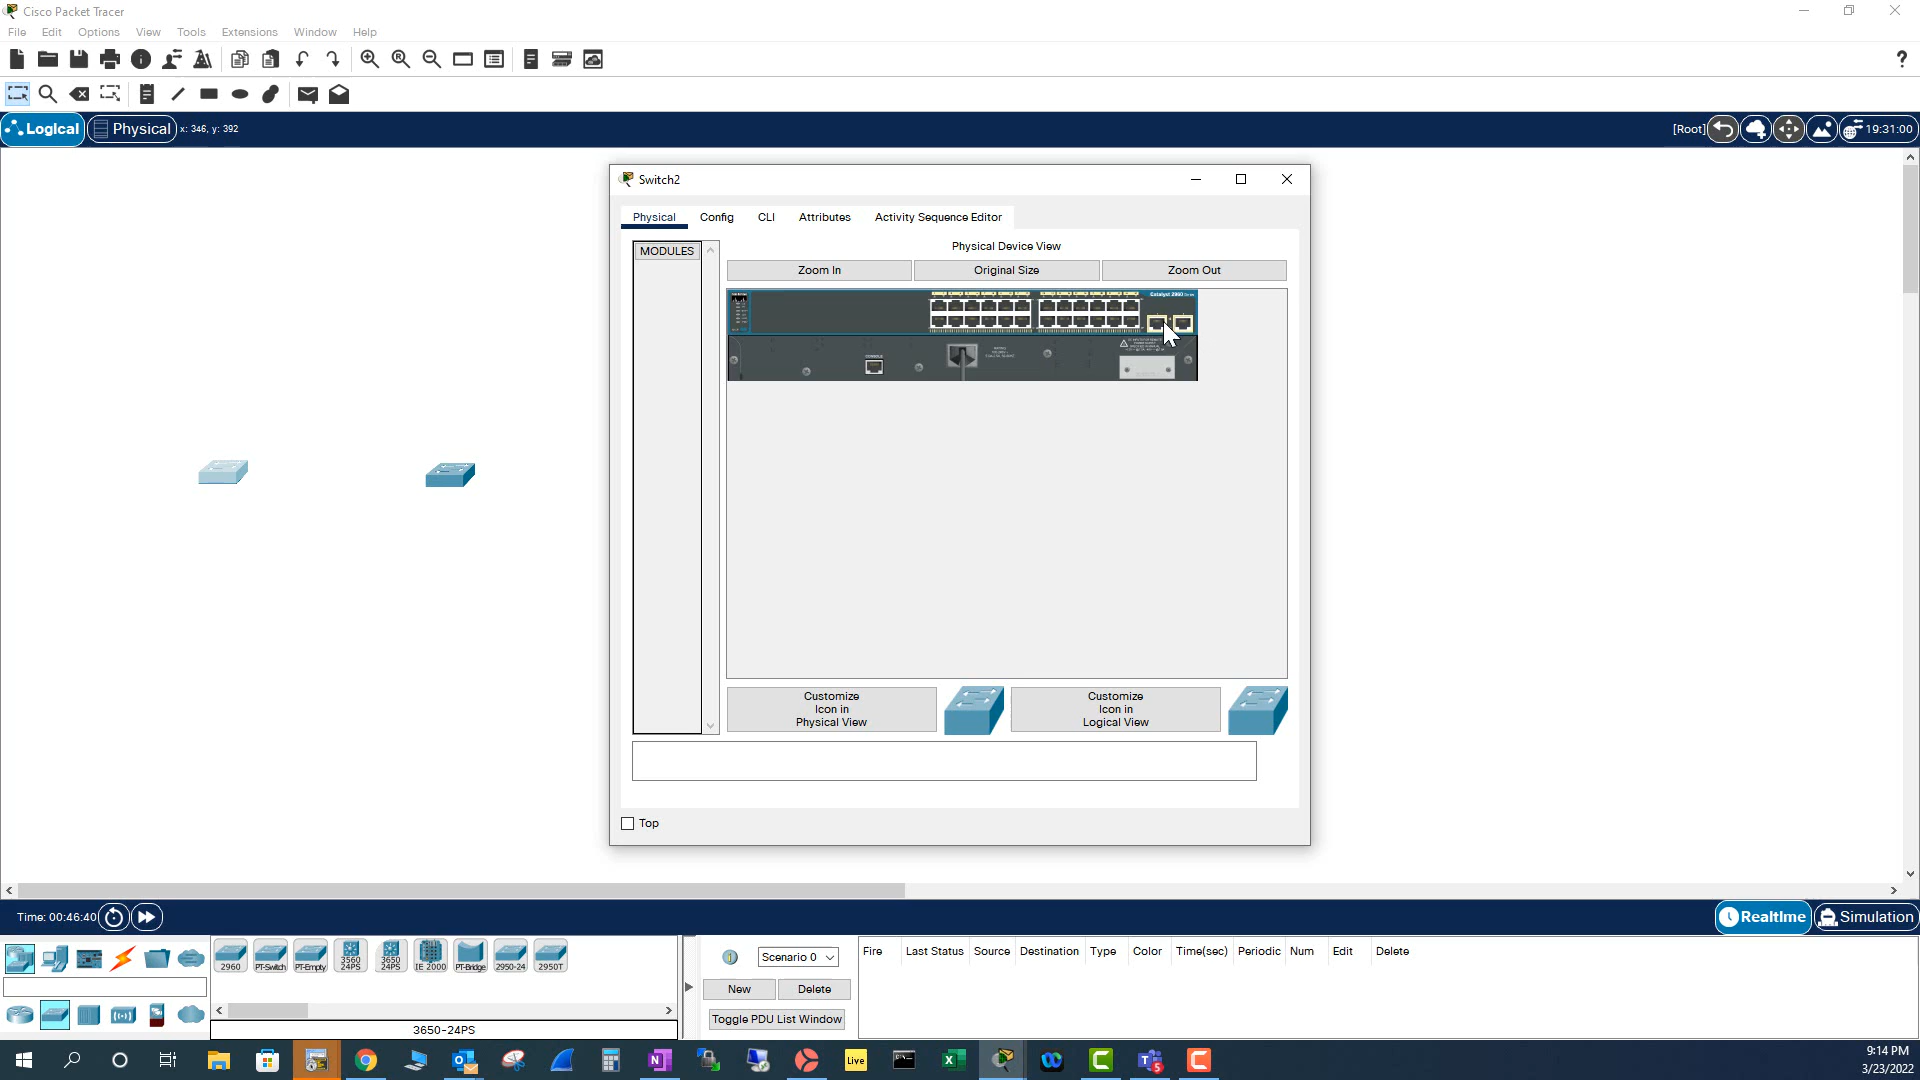 Cisco Packet Tracer
File Edit Options View Tools Extensions Window Help
Logical Physical x: 346, y: 392 [Root] 19:31:00
Switch2
Physical Config CLI Attributes Activity Sequence Editor
MODULES
Physical Device View
Zoom In Original Size Zoom Out
Catalyst 2960
CONSOLE
Customize
Icon in
Physical View
Customize
Icon in
Logical View
Top
Time: 00:46:40 Realtime Simulation
2960 PT-Switch PT-Empty 3560 24PS 3650 24PS IE 2000 PT-Bridge 2950-24 2950T
3650-24PS
Scenario 0
New Delete
Toggle PDU List Window
Fire Last Status Source Destination Type Color Time(sec) Periodic Num Edit Delete
Live
9:14 PM
3/23/2022